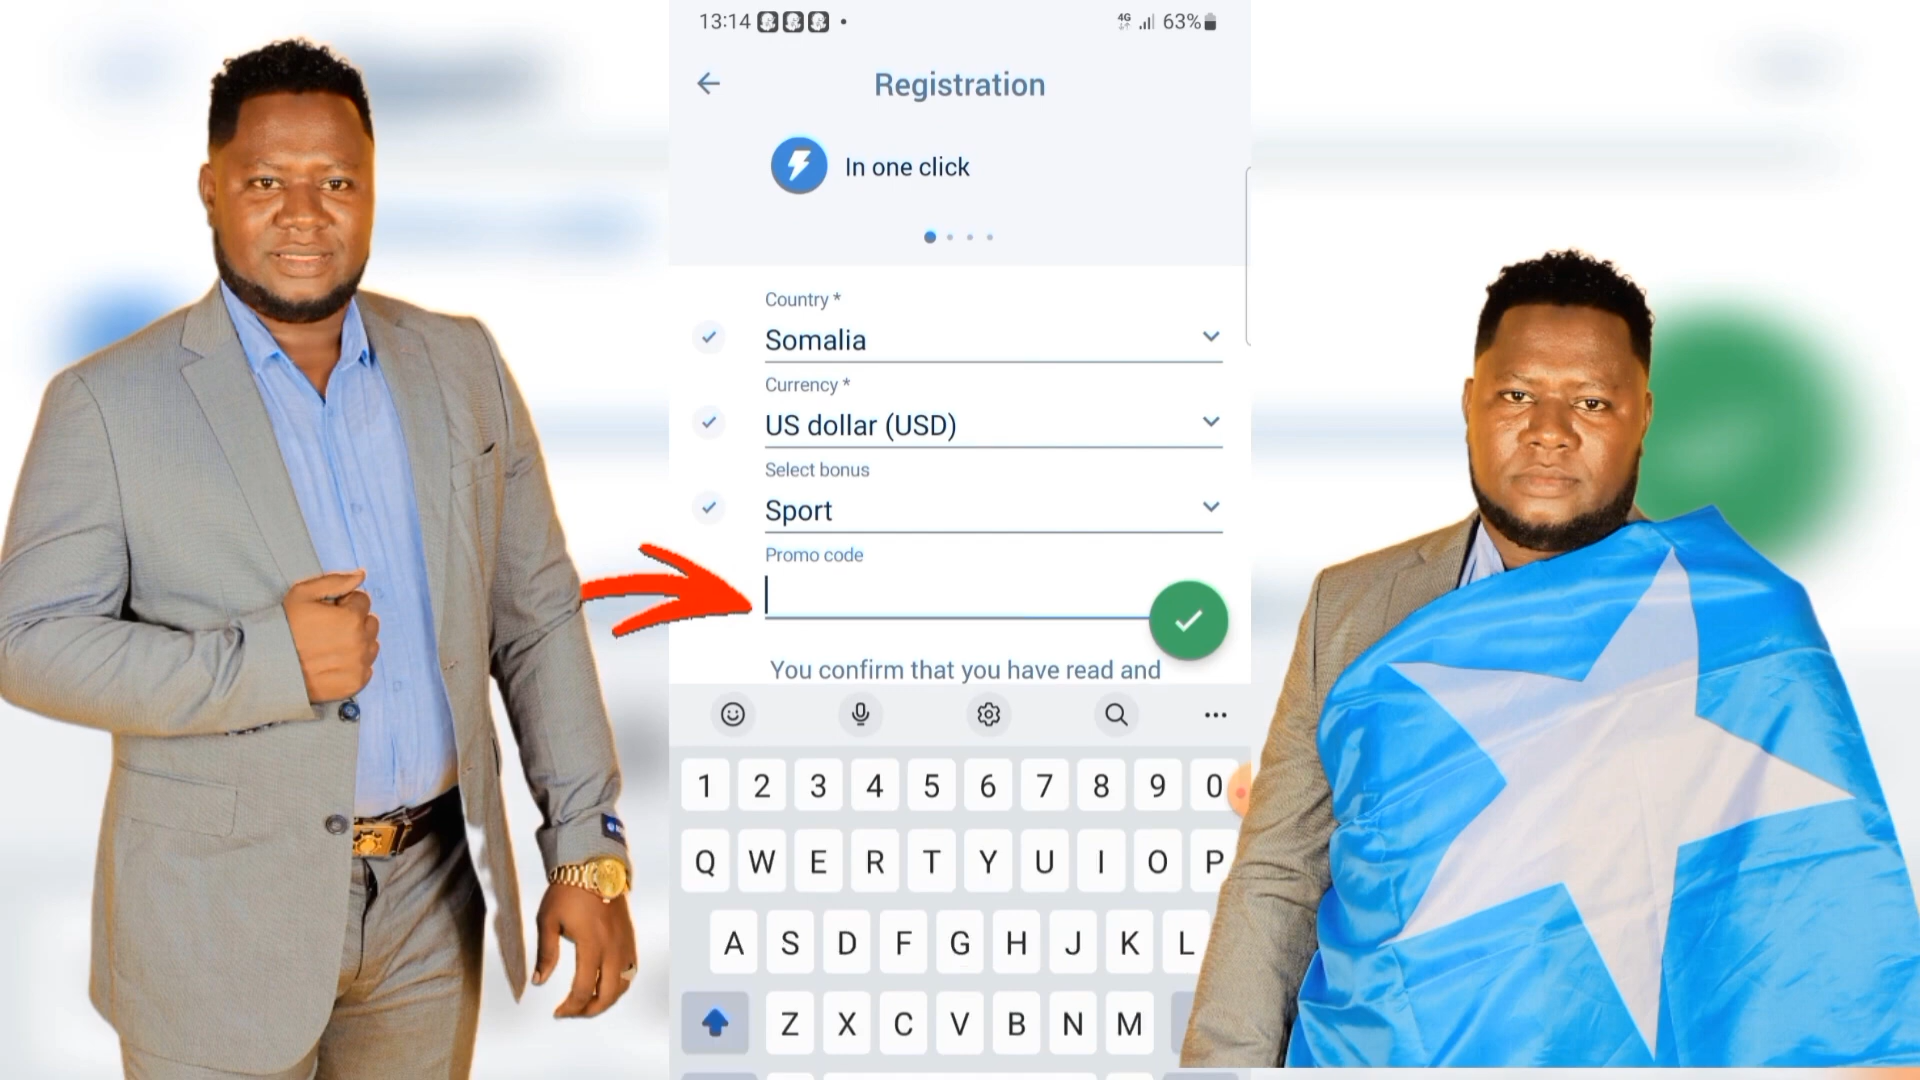 13:14
4G
63%
Registration
In one click
Country *
Somalia
Currency *
US dollar (USD)
Select bonus
Sport
Promo code
You confirm that you have read and
1 2 3 4 5 6 7 8 9 0
Q W E R T Y U I O P
A S D F G H J K L
Z X C V B N M